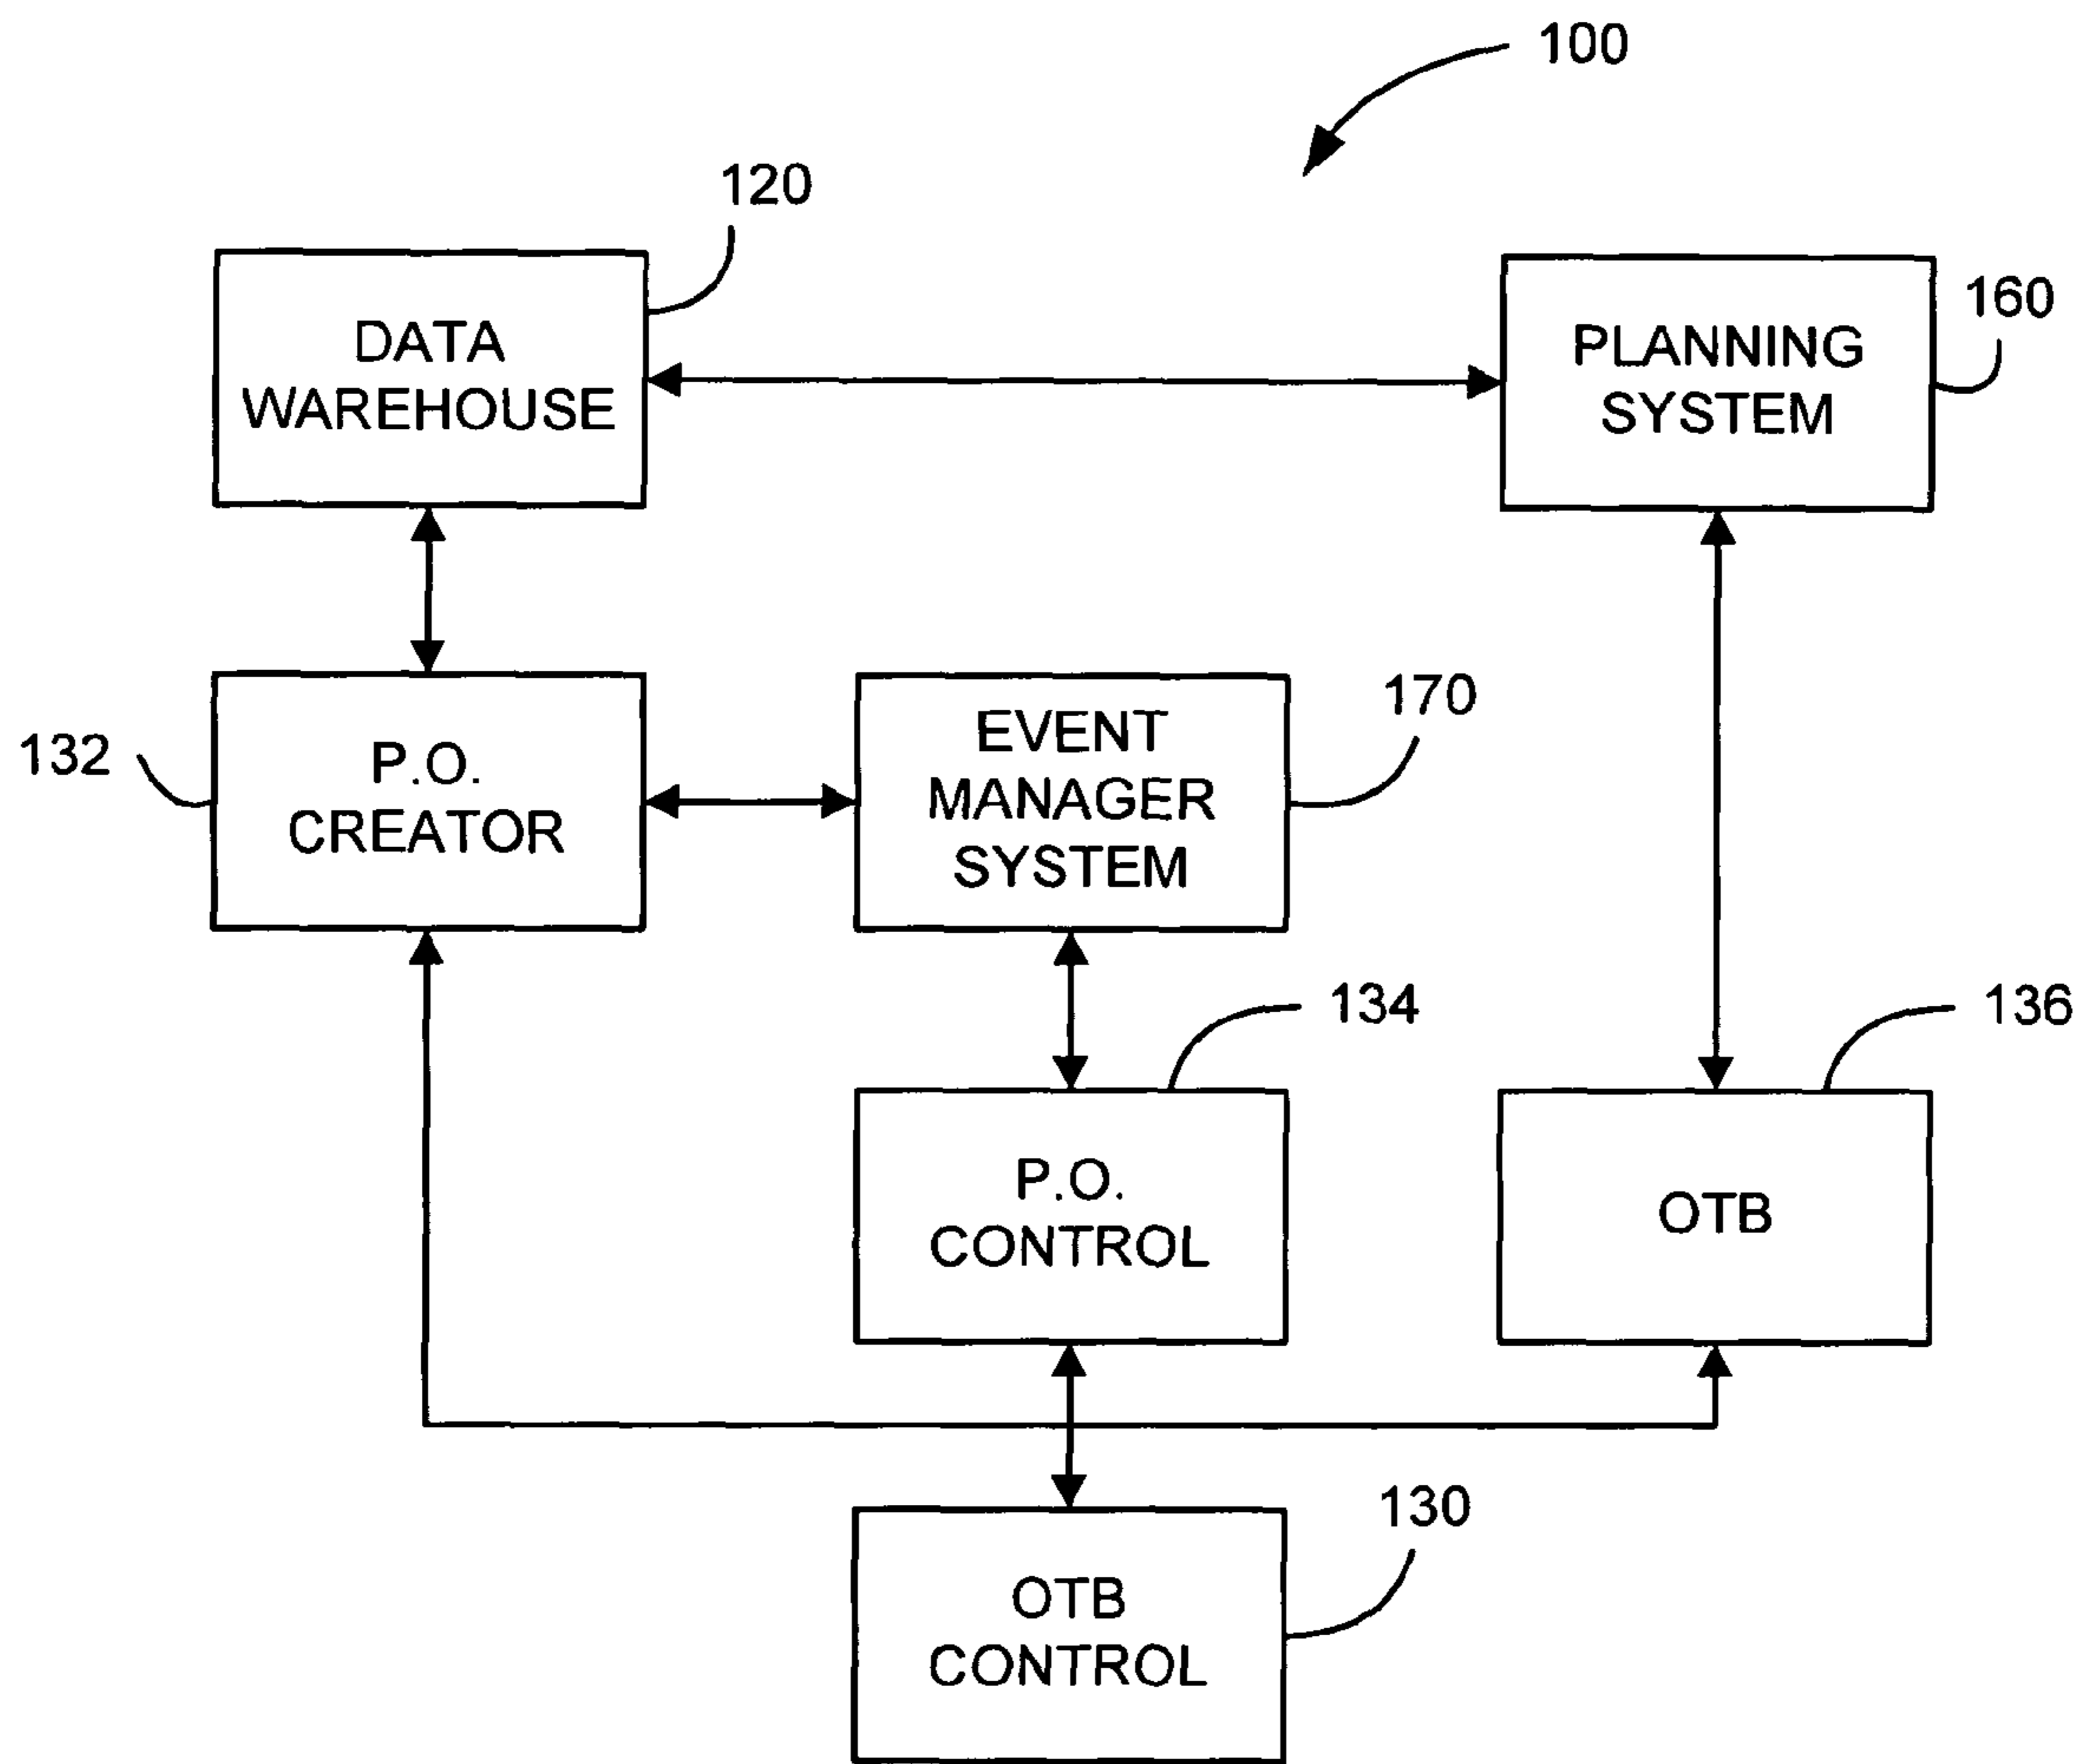 100
120
DATA
WAREHOUSE
160
PLANNING
SYSTEM
132
P.O.
CREATOR
170
EVENT
MANAGER
SYSTEM
134
P.O.
CONTROL
136
OTB
130
OTB
CONTROL